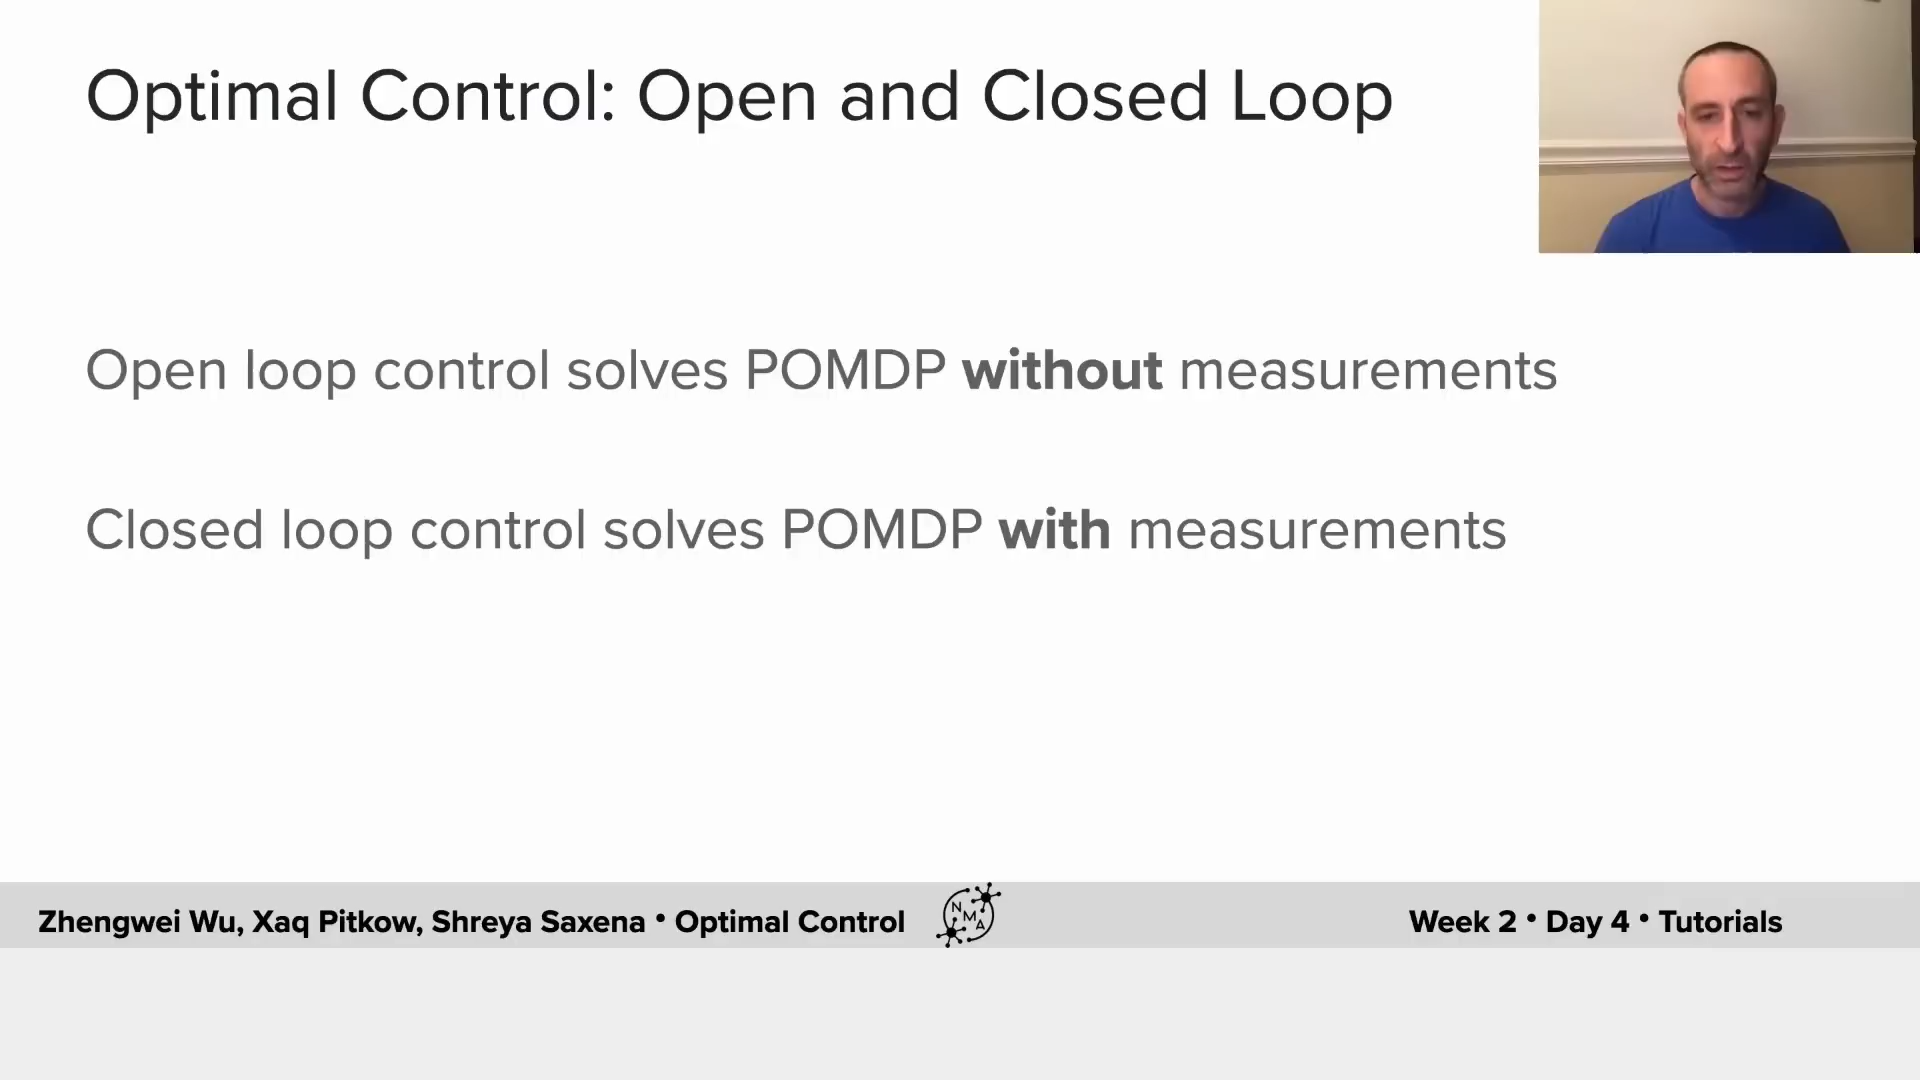 Optimal Control: Open and Closed Loop
Open loop control solves POMDP without measurements
Closed loop control solves POMDP with measurements
Zhengwei Wu, Xaq Pitkow, Shreya Saxena • Optimal Control
NMA
Week 2 • Day 4 • Tutorials